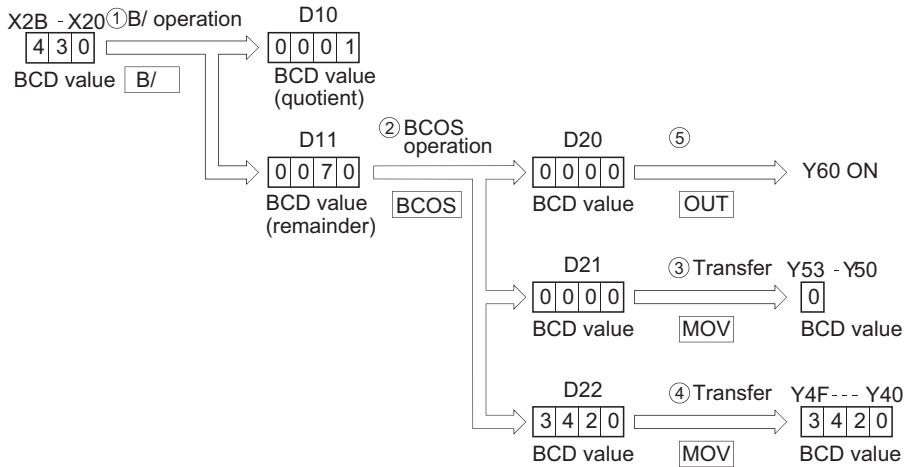 X2B - X20
①B/ operation
4 3 0
BCD value
B/
D10
0 0 0 1
BCD value
(quotient)
D11
0 0 7 0
BCD value
(remainder)
②BCOS
operation
BCOS
D20
0 0 0 0
BCD value
⑤
OUT
Y60 ON
D21
0 0 0 0
BCD value
③Transfer
MOV
Y53 - Y50
0
BCD value
D22
3 4 2 0
BCD value
④Transfer
MOV
Y4F--- Y40
3 4 2 0
BCD value